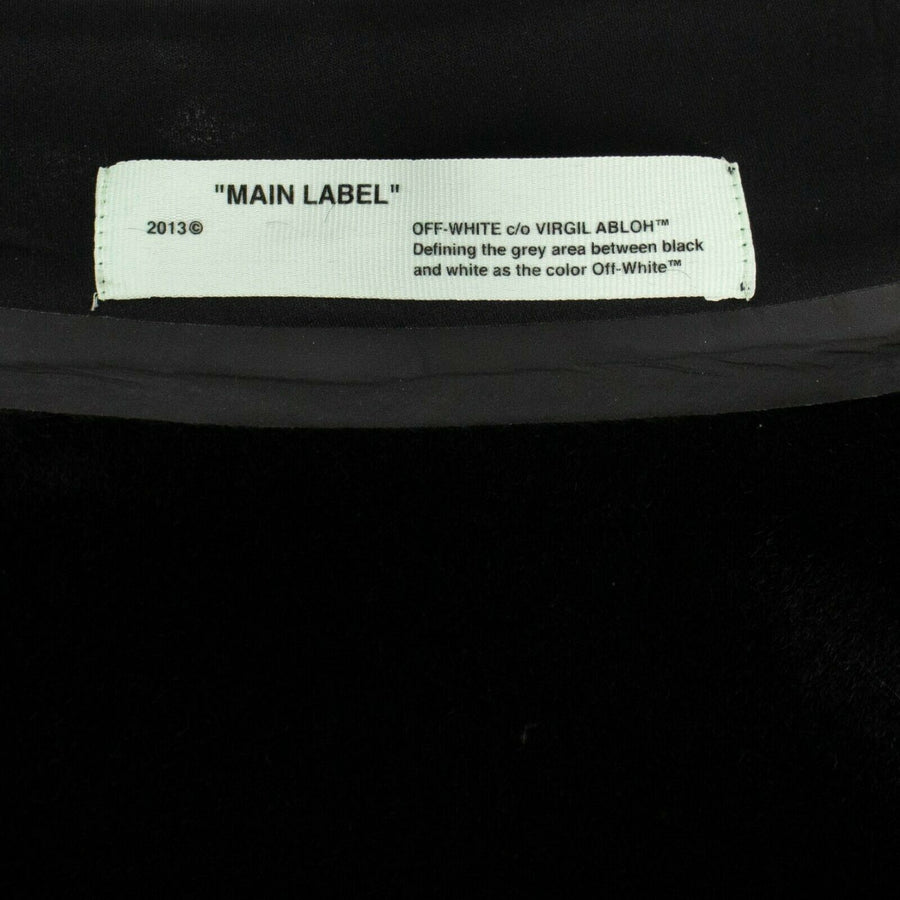 "MAIN LABEL"
2013©
OFF-WHITE c/o VIRGIL ABLOH™
Defining the grey area between black
and white as the color Off-White™